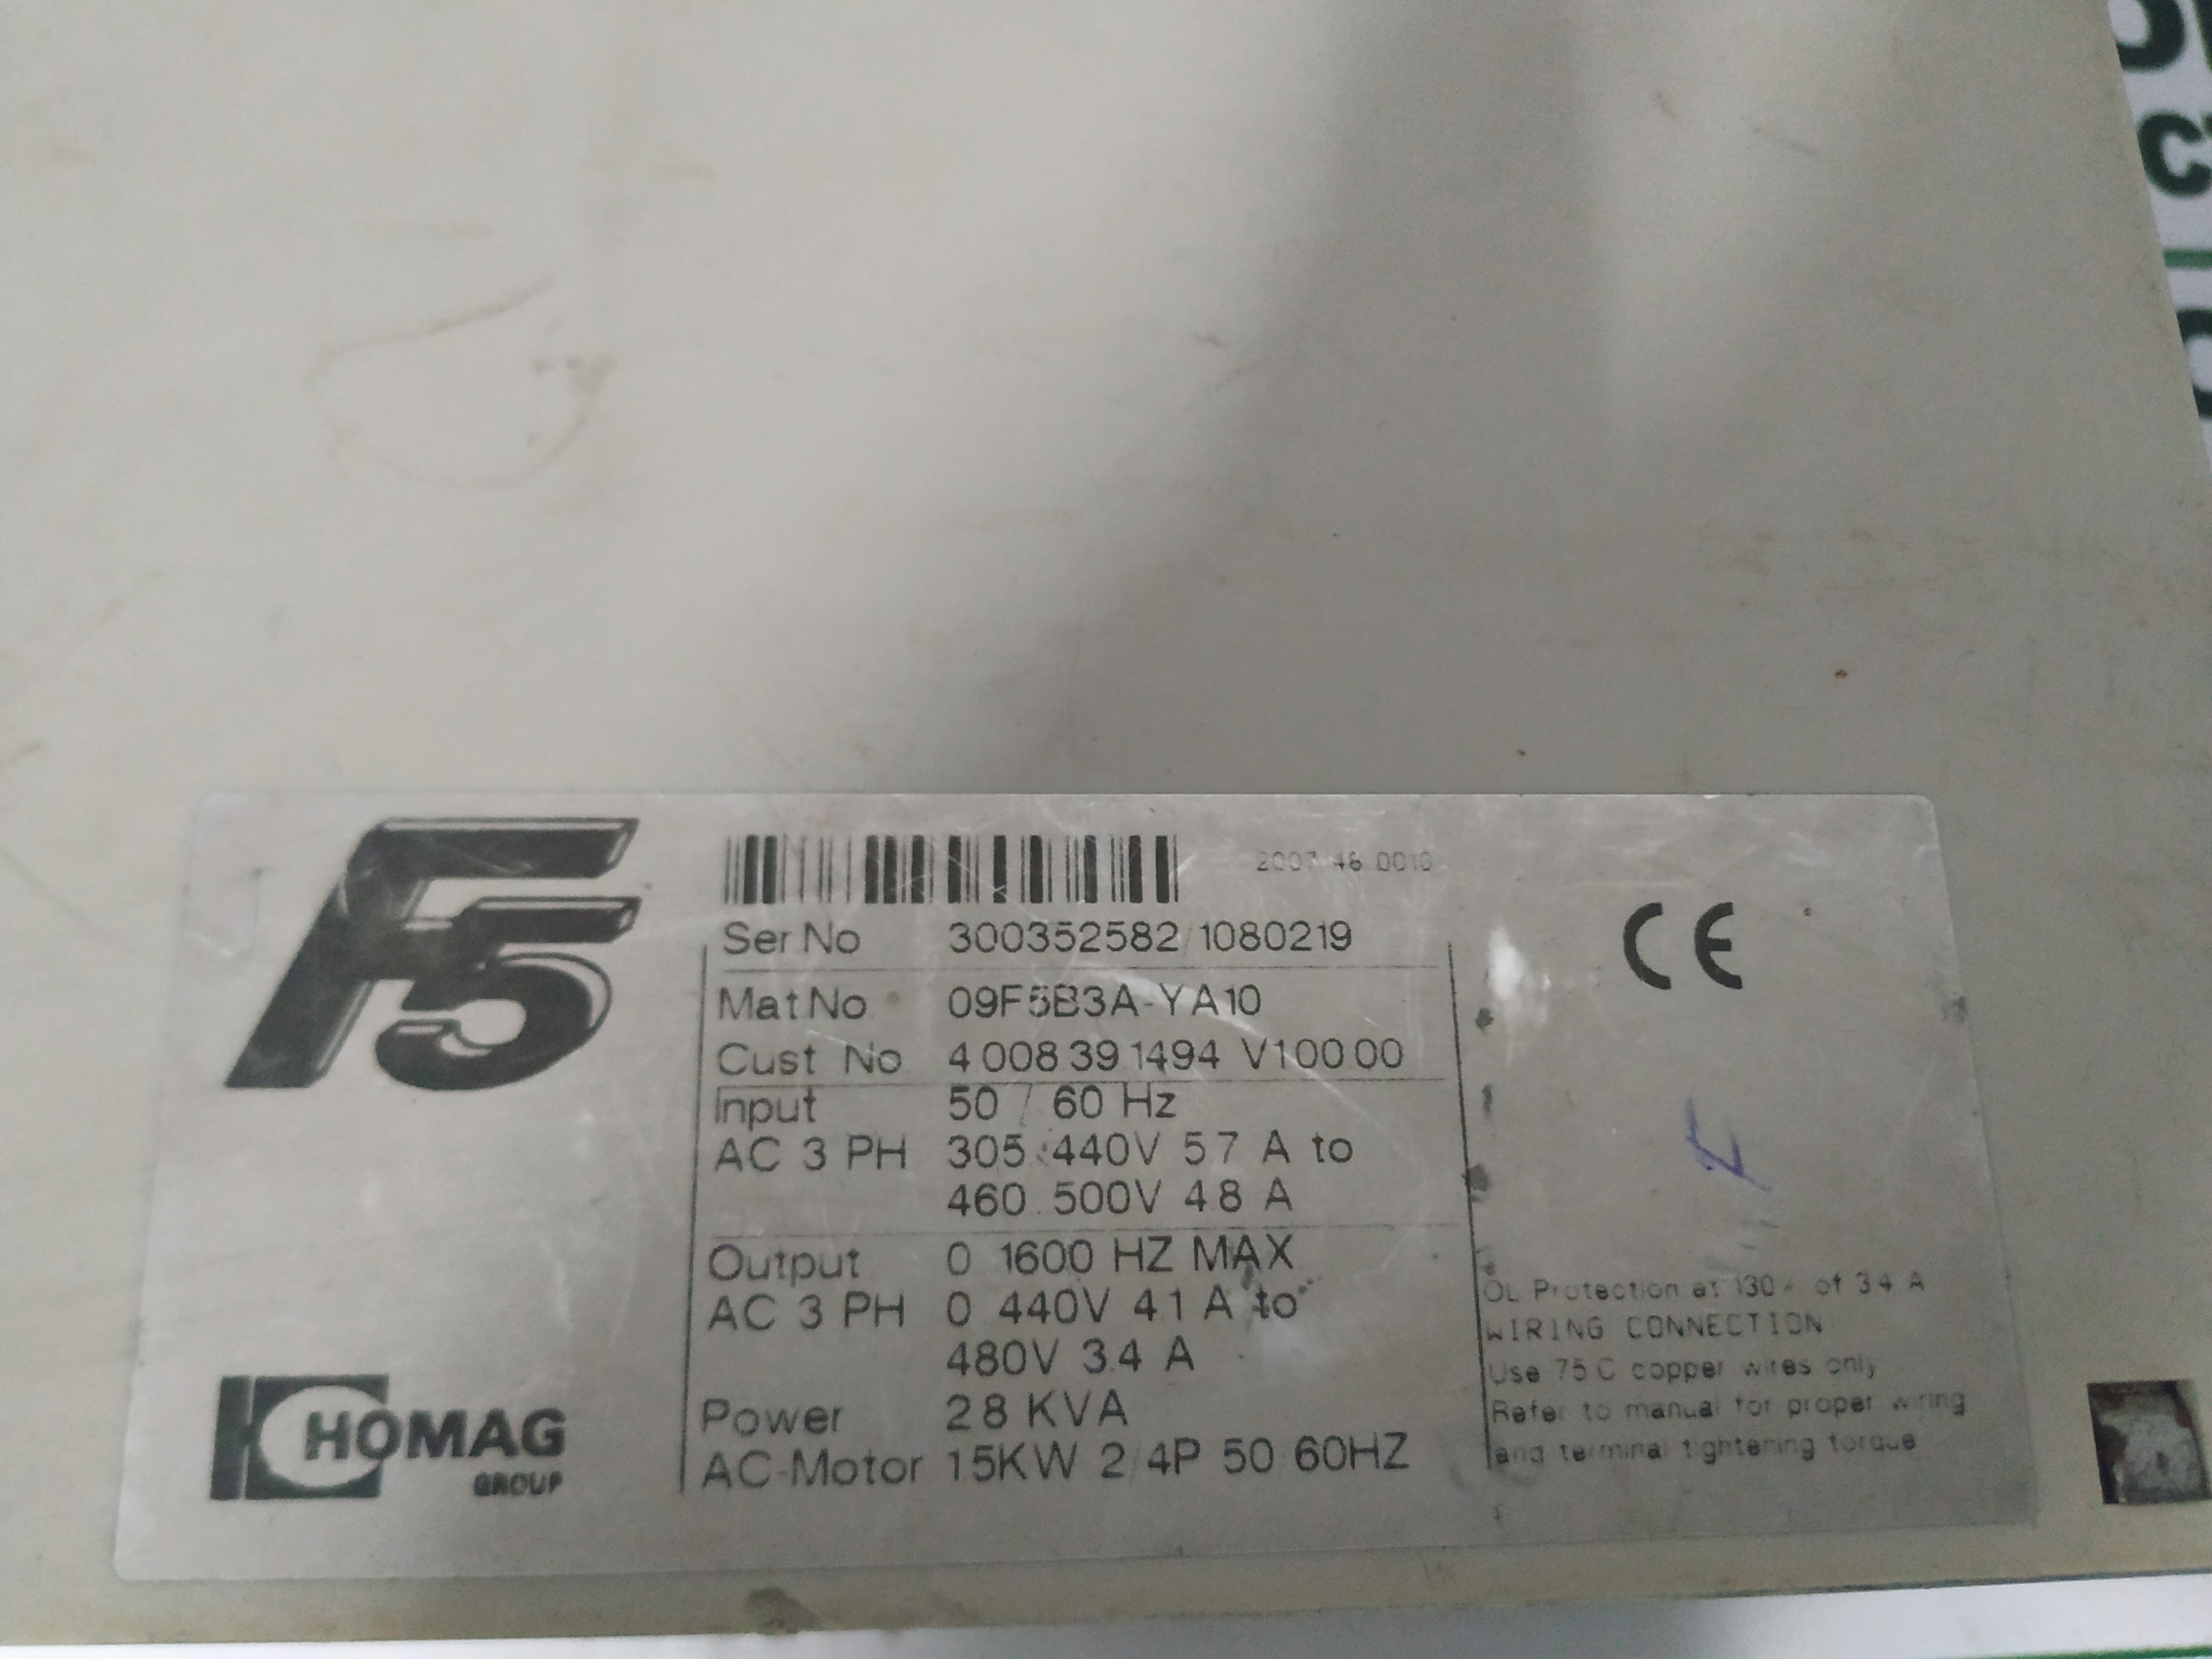 F5
2007 46 0010
Ser No 300352582/1080219
Mat No 09F5B3A-YA10
Cust No 4 008 39 1494 V100 00
Input 50 / 60 Hz
AC 3 PH 305..440V 57 A to
460..500V 48 A
Output 0 1600 HZ MAX
AC 3 PH 0 440V 41 A to
480V 34 A
Power 28 KVA
AC-Motor 15KW 2/4P 50 60HZ
CE
OL Protection at 130 of 34 A
WIRING CONNECTION
Use 75 C copper wires only
Refer to manual for proper wiring
and terminal tightening torque
HOMAG
GROUP